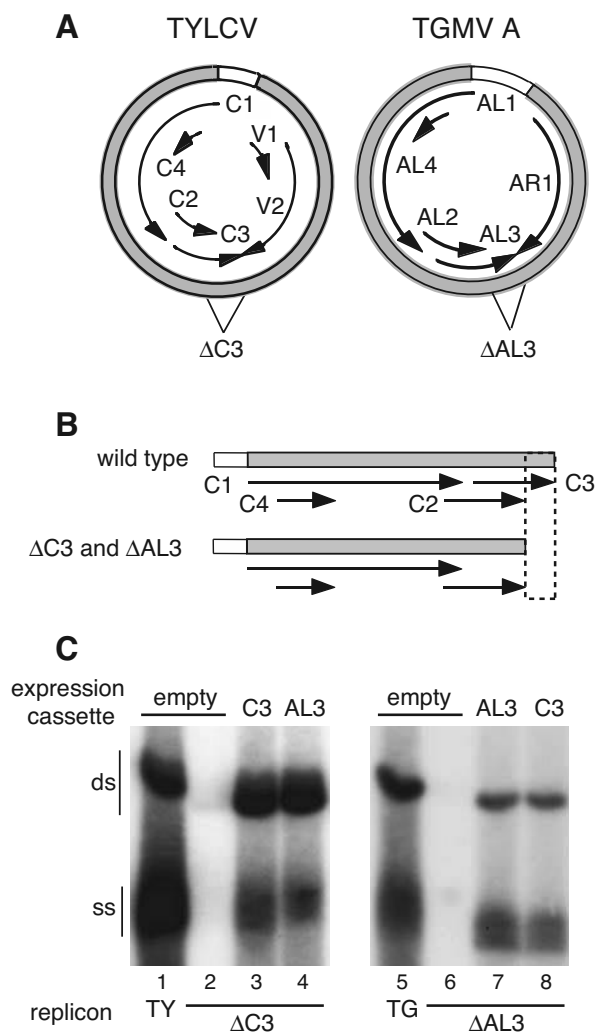 A
TYLCV
TGMV A
C1
V1
C4
C2
V2
C3
ΔC3
AL1
AL4
AR1
AL2
AL3
ΔAL3
B
wild type
C1
C3
C4
C2
ΔC3 and ΔAL3
C
expression cassette
empty
C3
AL3
empty
AL3
C3
ds
ss
1 2 3 4
5 6 7 8
replicon
TY
ΔC3
TG
ΔAL3